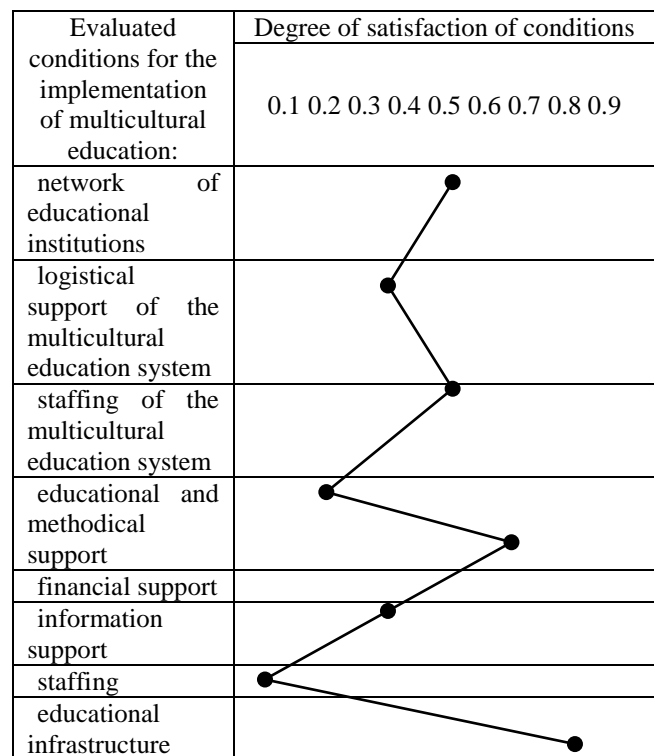 Evaluated
conditions for the
implementation
of multicultural
education:
Degree of satisfaction of conditions
0.1 0.2 0.3 0.4 0.5 0.6 0.7 0.8 0.9
network of
educational
institutions
logistical
support of the
multicultural
education system
staffing of the
multicultural
education system
educational and
methodical
support
financial support
information
support
staffing
educational
infrastructure